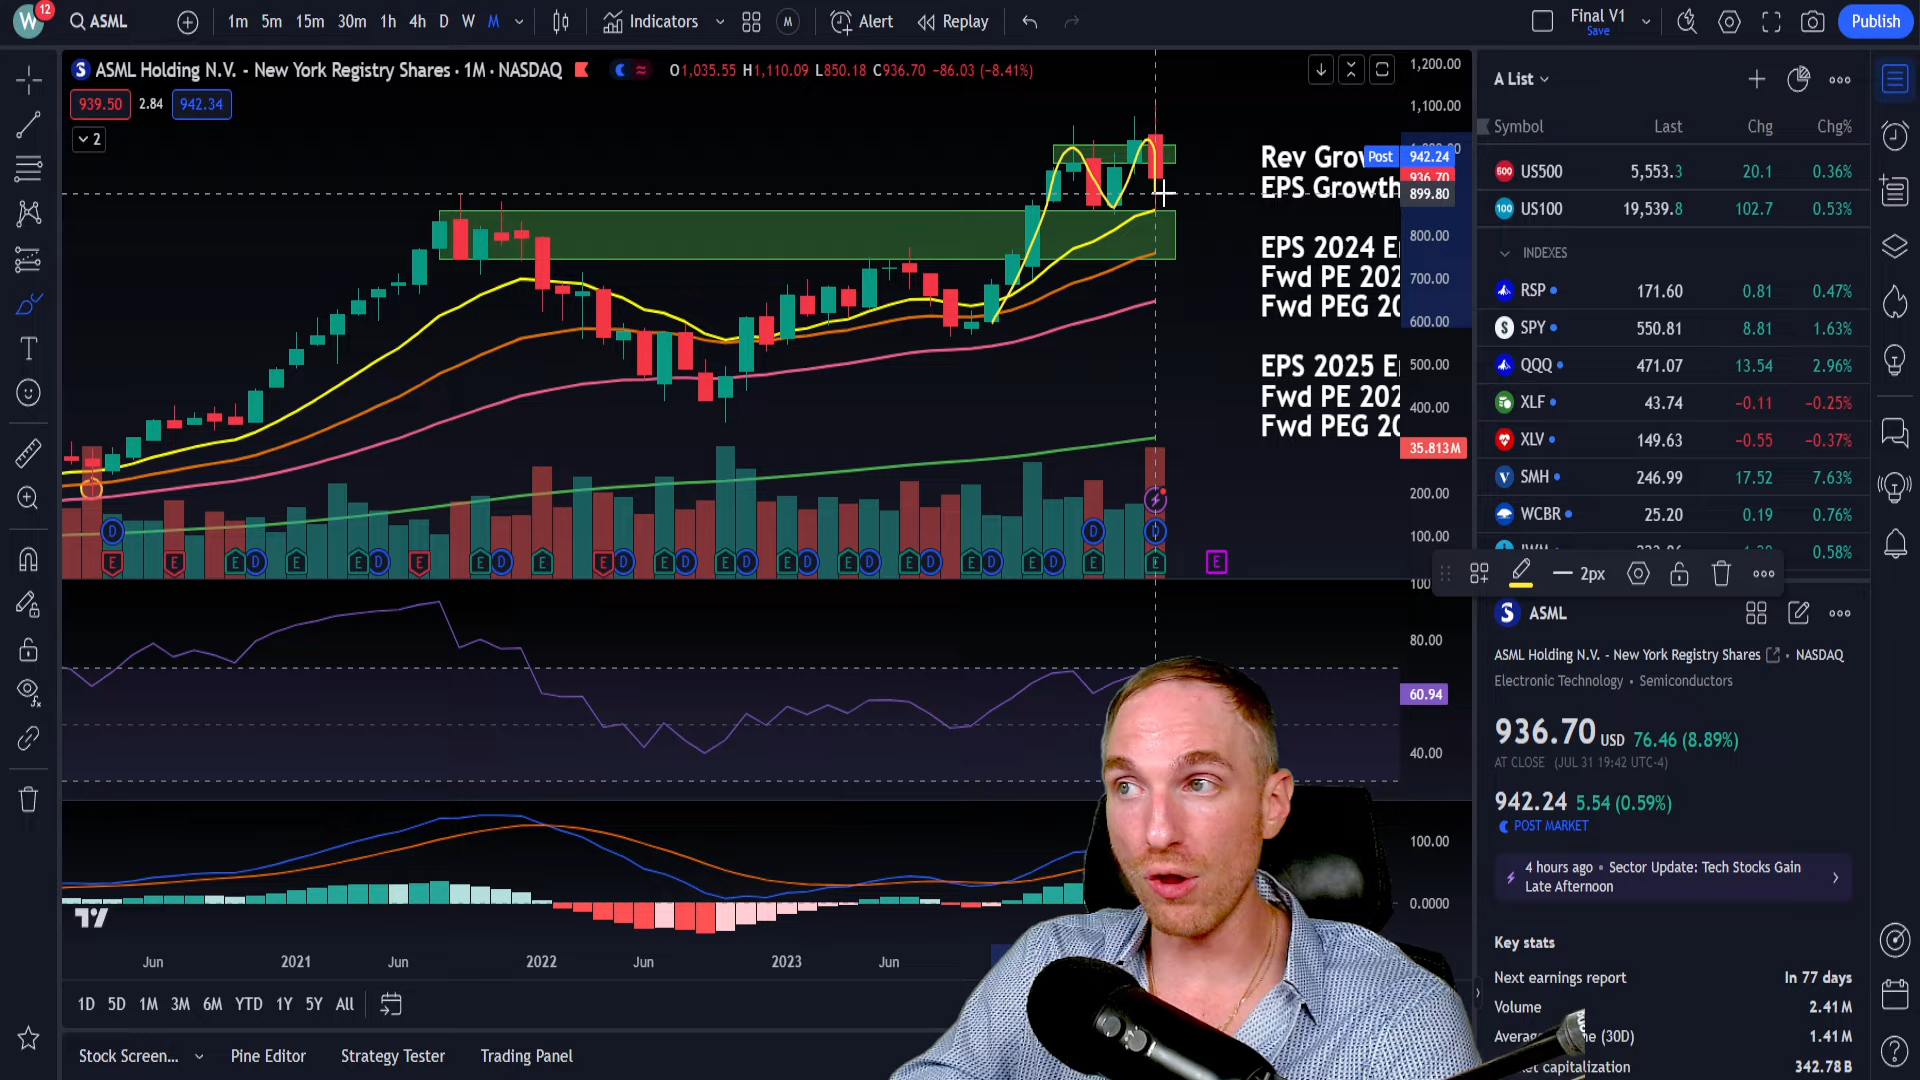 W 12 ASML 1m 5m 15m 30m 1h 4h D W M Indicators M Alert Replay Final V1 Save Publish
ASML Holding N.V. - New York Registry Shares · 1M · NASDAQ O1,035.55 H1,110.09 L850.18 C936.70 −86.03 (−8.41%)
939.50 2.84 942.34
2
1,200.00
1,100.00
Post 942.24
936.70
899.80
800.00
700.00
600.00
500.00
400.00
35.813M
200.00
100.00
Rev Grow
EPS Growth
EPS 2024 E
Fwd PE 202
Fwd PEG 20
EPS 2025 E
Fwd PE 202
Fwd PEG 20
D D D D D D D D D D D D D
E E E E E E E E E E E E E E E E E E E
80.00
60.94
40.00
100.00
0.0000
Jun 2021 Jun 2022 Jun 2023 Jun
1D 5D 1M 3M 6M YTD 1Y 5Y All
Stock Screen... Pine Editor Strategy Tester Trading Panel
A List
Symbol Last Chg Chg%
500 US500 5,553.3 20.1 0.36%
100 US100 19,539.8 102.7 0.53%
INDEXES
RSP 171.60 0.81 0.47%
SPY 550.81 8.81 1.63%
QQQ 471.07 13.54 2.96%
XLF 43.74 −0.11 −0.25%
XLV 149.63 −0.55 −0.37%
SMH 246.99 17.52 7.63%
WCBR 25.20 0.19 0.76%
0.58%
2px
ASML
ASML Holding N.V. - New York Registry Shares • NASDAQ
Electronic Technology • Semiconductors
936.70 USD 76.46 (8.89%)
AT CLOSE (JUL 31 19:42 UTC-4)
942.24 5.54 (0.59%)
POST MARKET
4 hours ago • Sector Update: Tech Stocks Gain
Late Afternoon
Key stats
Next earnings report In 77 days
Volume 2.41M
(30D) 1.41M
capitalization 342.78B